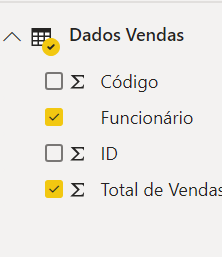 Dados Vendas
Σ Código
Funcionário
Σ ID
Σ Total de Vendas